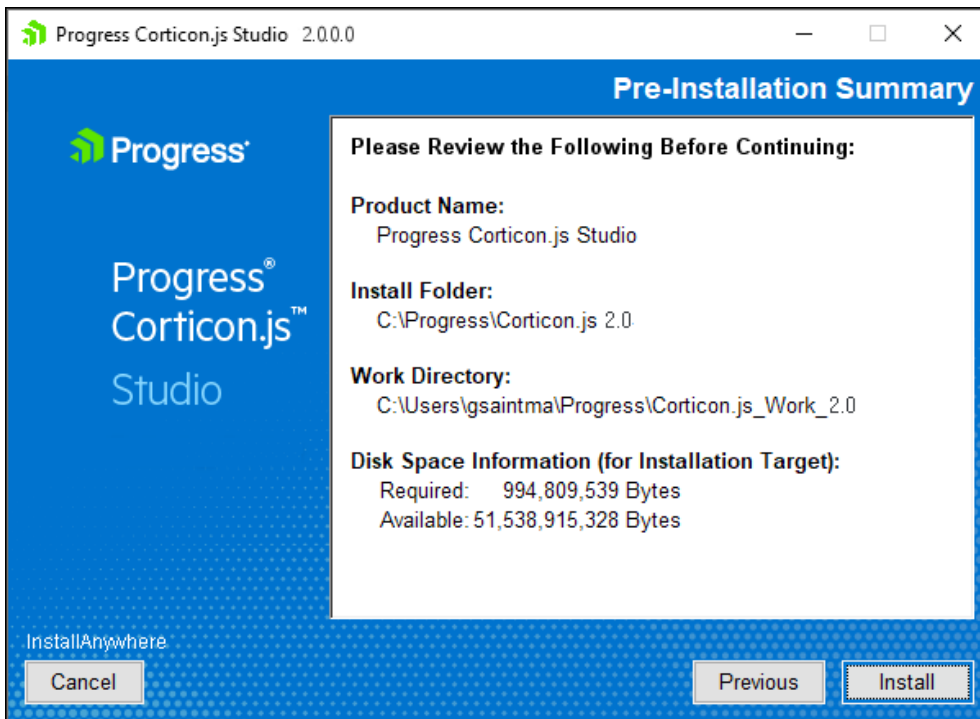 Progress Corticon.js Studio 2.0.0.0
Pre-Installation Summary
Progress
Progress®
Corticon.js™
Studio
Please Review the Following Before Continuing:
Product Name:
Progress Corticon.js Studio
Install Folder:
C:\Progress\Corticon.js 2.0
Work Directory:
C:\Users\gsaintma\Progress\Corticon.js_Work_2.0
Disk Space Information (for Installation Target):
Required: 994,809,539 Bytes
Available: 51,538,915,328 Bytes
InstallAnywhere
Cancel
Previous
Install